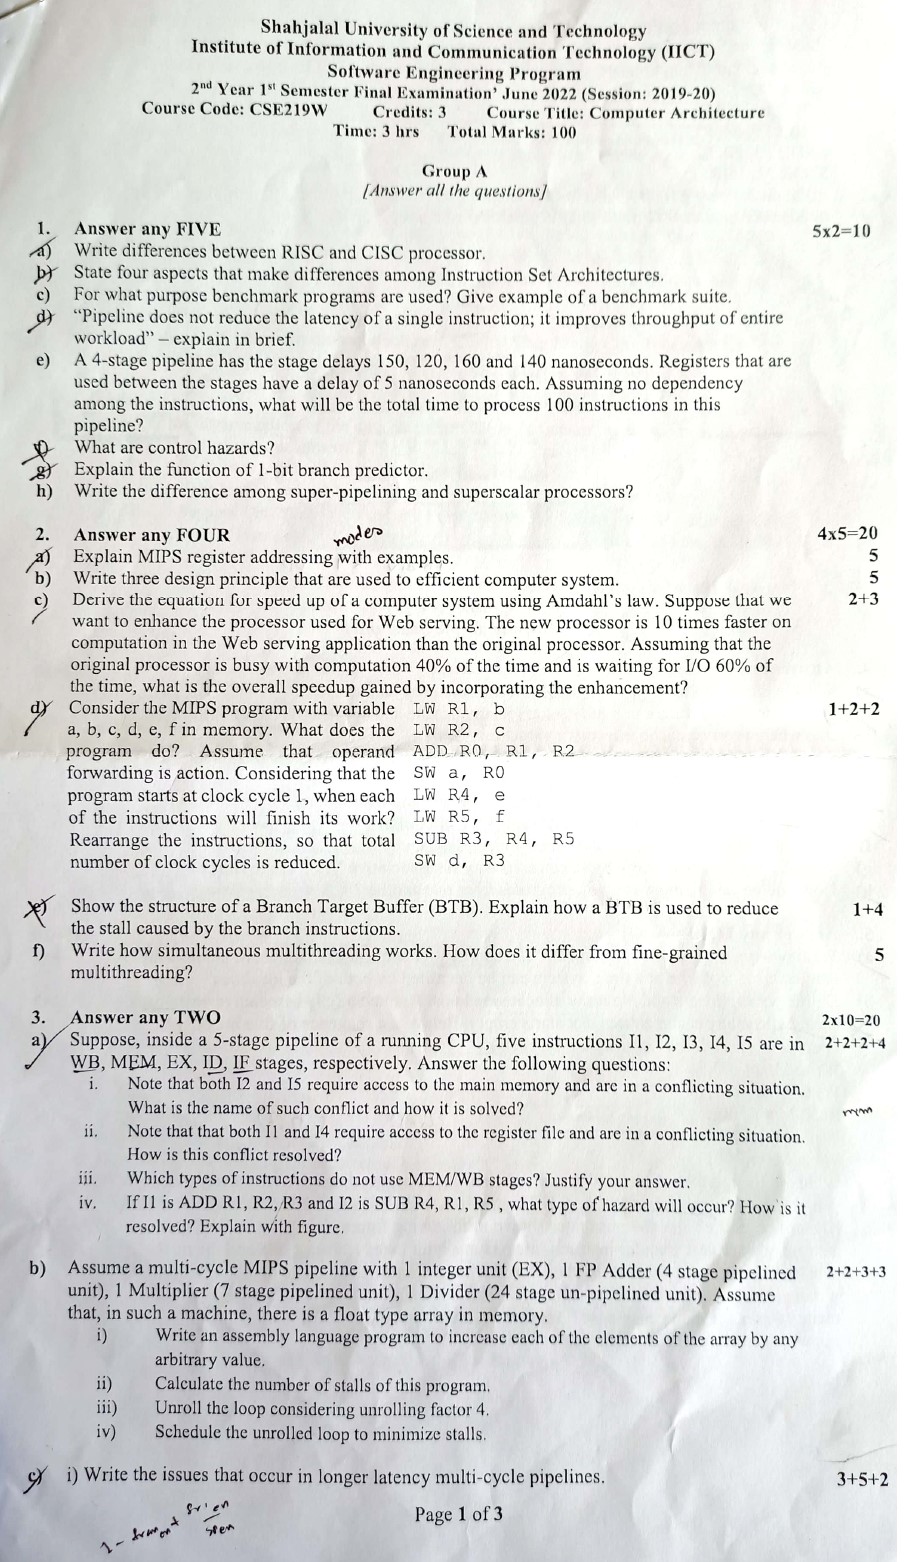 Shahjalal University of Science and Technology
Institute of Information and Communication Technology (IICT)
Software Engineering Program
2nd Year 1st Semester Final Examination' June 2022 (Session: 2019-20)
Course Code: CSE219W Credits: 3 Course Title: Computer Architecture
Time: 3 hrs Total Marks: 100
Group A
[Answer all the questions]
1. Answer any FIVE 5x2=10
a) Write differences between RISC and CISC processor.
b) State four aspects that make differences among Instruction Set Architectures.
c) For what purpose benchmark programs are used? Give example of a benchmark suite.
d) “Pipeline does not reduce the latency of a single instruction; it improves throughput of entire
workload” – explain in brief.
e) A 4-stage pipeline has the stage delays 150, 120, 160 and 140 nanoseconds. Registers that are
used between the stages have a delay of 5 nanoseconds each. Assuming no dependency
among the instructions, what will be the total time to process 100 instructions in this
pipeline?
f) What are control hazards?
g) Explain the function of 1-bit branch predictor.
h) Write the difference among super-pipelining and superscalar processors?
2. Answer any FOUR modes 4x5=20
a) Explain MIPS register addressing with examples. 5
b) Write three design principle that are used to efficient computer system. 5
c) Derive the equation for speed up of a computer system using Amdahl's law. Suppose that we 2+3
want to enhance the processor used for Web serving. The new processor is 10 times faster on
computation in the Web serving application than the original processor. Assuming that the
original processor is busy with computation 40% of the time and is waiting for I/O 60% of
the time, what is the overall speedup gained by incorporating the enhancement?
d) Consider the MIPS program with variable LW R1, b 1+2+2
a, b, c, d, e, f in memory. What does the LW R2, c
program do? Assume that operand ADD R0, R1, R2
forwarding is action. Considering that the SW a, R0
program starts at clock cycle 1, when each LW R4, e
of the instructions will finish its work? LW R5, f
Rearrange the instructions, so that total SUB R3, R4, R5
number of clock cycles is reduced. SW d, R3
e) Show the structure of a Branch Target Buffer (BTB). Explain how a BTB is used to reduce 1+4
the stall caused by the branch instructions.
f) Write how simultaneous multithreading works. How does it differ from fine-grained 5
multithreading?
3. Answer any TWO 2x10=20
a) Suppose, inside a 5-stage pipeline of a running CPU, five instructions I1, I2, I3, I4, I5 are in 2+2+2+4
WB, MEM, EX, ID, IF stages, respectively. Answer the following questions:
i. Note that both I2 and I5 require access to the main memory and are in a conflicting situation.
What is the name of such conflict and how it is solved?
ii. Note that that both I1 and I4 require access to the register file and are in a conflicting situation.
How is this conflict resolved?
iii. Which types of instructions do not use MEM/WB stages? Justify your answer.
iv. If I1 is ADD R1, R2, R3 and I2 is SUB R4, R1, R5 , what type of hazard will occur? How is it
resolved? Explain with figure.
b) Assume a multi-cycle MIPS pipeline with 1 integer unit (EX), 1 FP Adder (4 stage pipelined 2+2+3+3
unit), 1 Multiplier (7 stage pipelined unit), 1 Divider (24 stage un-pipelined unit). Assume
that, in such a machine, there is a float type array in memory.
i) Write an assembly language program to increase each of the elements of the array by any
arbitrary value.
ii) Calculate the number of stalls of this program.
iii) Unroll the loop considering unrolling factor 4.
iv) Schedule the unrolled loop to minimize stalls.
c) i) Write the issues that occur in longer latency multi-cycle pipelines. 3+5+2
Page 1 of 3